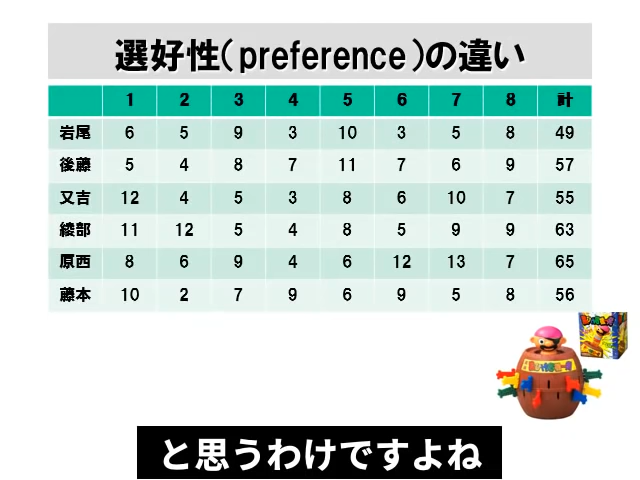 選好性(preference)の違い
1 2 3 4 5 6 7 8 計
岩尾 6 5 9 3 10 3 5 8 49
後藤 5 4 8 7 11 7 6 9 57
又吉 12 4 5 3 8 6 10 7 55
綾部 11 12 5 4 8 5 9 9 63
原西 8 6 9 4 6 12 13 7 65
藤本 10 2 7 9 6 9 5 8 56
と思うわけですよね